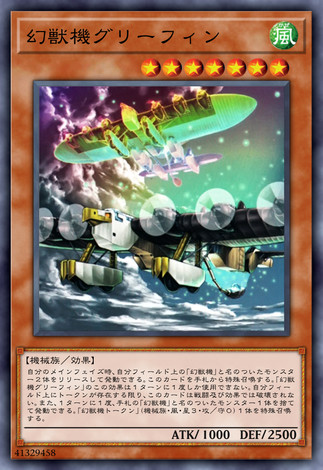 幻獣機グリーフィン
風
【機械族／効果】
自分のメインフェイズ時、自分フィールド上の「幻獣機」と名のついたモンス
ター２体をリリースして発動できる。このカードを手札から特殊召喚する。「幻獣
機グリーフィン」のこの効果は１ターンに１度しか使用できない。自分フィー
ルド上にトークンが存在する限り、このカードは戦闘及び効果では破壊されな
い。また、１ターンに１度、手札の「幻獣機」と名のついたモンスター１体を捨て
て発動できる。「幻獣機トークン」（機械族・風・星３・攻／守０）１体を特殊召
喚する。
ATK/ 1000 DEF/2500
41329458